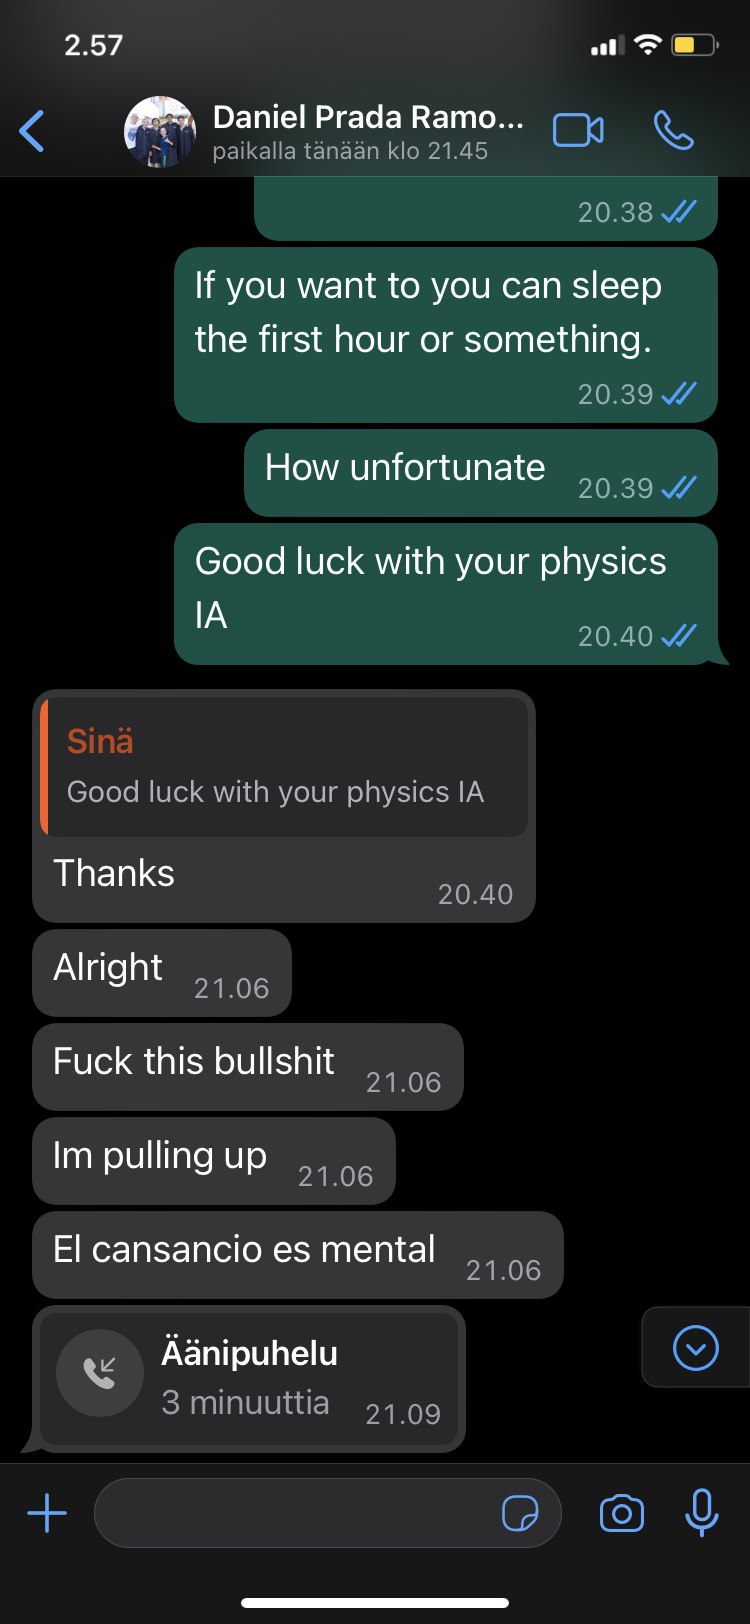 2.57
Daniel Prada Ramo...
paikalla tänään klo 21.45
20.38
If you want to you can sleep
the first hour or something.
20.39
How unfortunate
20.39
Good luck with your physics
IA
20.40
Sinä
Good luck with your physics IA
Thanks
20.40
Alright
21.06
Fuck this bullshit
21.06
Im pulling up
21.06
El cansancio es mental
21.06
Äänipuhelu
3 minuuttia
21.09